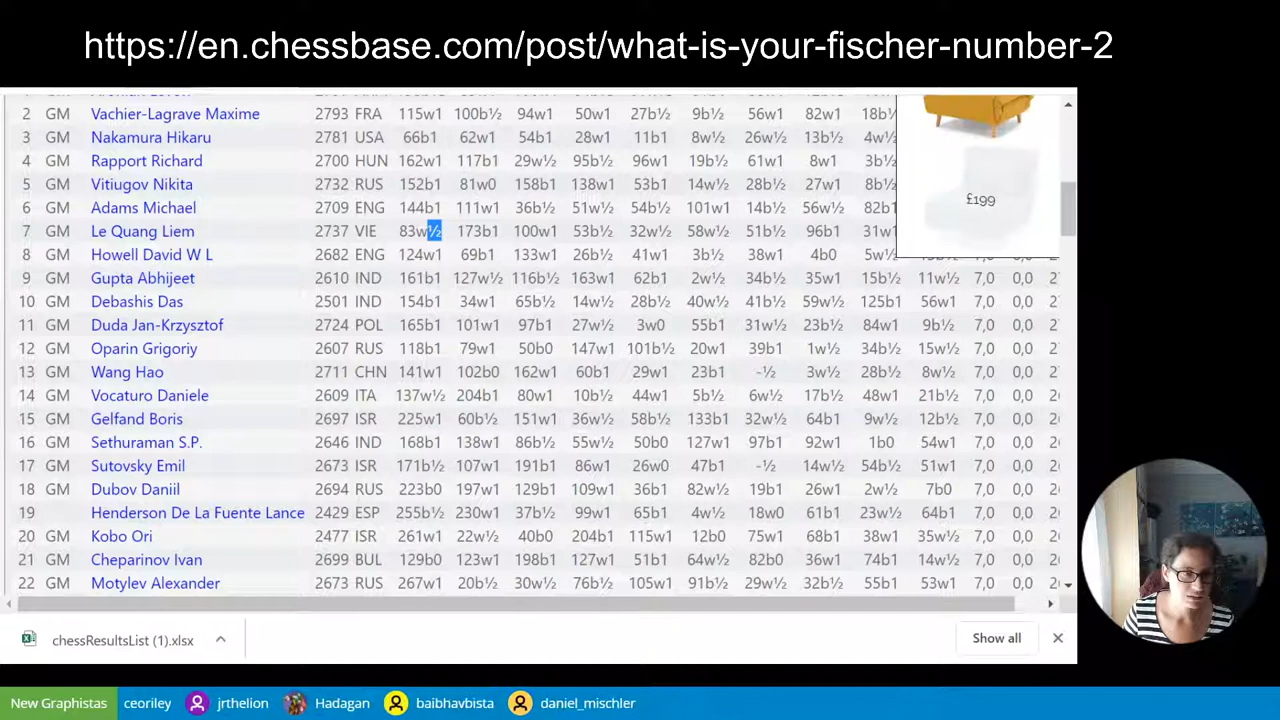 https://en.chessbase.com/post/what-is-your-fischer-number-2
2 GM Vachier-Lagrave Maxime 2793 FRA 115w1 100b½ 94w1 50w1 27b½ 9b½ 56w1 82w1 18b½
3 GM Nakamura Hikaru 2781 USA 66b1 62w1 54b1 28w1 11b1 8w½ 26w½ 13b½ 4w½
4 GM Rapport Richard 2700 HUN 162w1 117b1 29w½ 95b½ 96w1 19b½ 61w1 8w1 3b½
£199
5 GM Vitiugov Nikita 2732 RUS 152b1 81w0 158b1 138w1 53b1 14w½ 28b½ 27w1 8b½
6 GM Adams Michael 2709 ENG 144b1 111w1 36b½ 51w½ 54b½ 101w1 14b½ 56w½ 82b1
7 GM Le Quang Liem 2737 VIE 83w½ 173b1 100w1 53b½ 32w½ 58w½ 51b½ 96b1 31w1
8 GM Howell David W L 2682 ENG 124w1 69b1 133w1 26b½ 41w1 3b½ 38w1 4b0 5w½
9 GM Gupta Abhijeet 2610 IND 161b1 127w½ 116b½ 163w1 62b1 2w½ 34b½ 35w1 15b½ 11w½ 7,0 0,0
10 GM Debashis Das 2501 IND 154b1 34w1 65b½ 14w½ 28b½ 40w½ 41b½ 59w½ 125b1 56w1 7,0 0,0
11 GM Duda Jan-Krzysztof 2724 POL 165b1 101w1 97b1 27w½ 3w0 55b1 31w½ 23b½ 84w1 9b½ 7,0 0,0
12 GM Oparin Grigoriy 2607 RUS 118b1 79w1 50b0 147w1 101b½ 20w1 39b1 1w½ 34b½ 15w½ 7,0 0,0
13 GM Wang Hao 2711 CHN 141w1 102b0 162w1 60b1 29w1 23b1 -½ 3w½ 28b½ 8w½ 7,0 0,0
14 GM Vocaturo Daniele 2609 ITA 137w½ 204b1 80w1 10b½ 44w1 5b½ 6w½ 17b½ 48w1 21b½ 7,0 0,0
15 GM Gelfand Boris 2697 ISR 225w1 60b½ 151w1 36w½ 58b½ 133b1 32w½ 64b1 9w½ 12b½ 7,0 0,0
16 GM Sethuraman S.P. 2646 IND 168b1 138w1 86b½ 55w½ 50b0 127w1 97b1 92w1 1b0 54w1 7,0 0,0
17 GM Sutovsky Emil 2673 ISR 171b½ 107w1 191b1 86w1 26w0 47b1 -½ 14w½ 54b½ 51w1 7,0 0,0
18 GM Dubov Daniil 2694 RUS 223b0 197w1 129b1 109w1 36b1 82w½ 19b1 26w1 2w½ 7b0 7,0 0,0
19 Henderson De La Fuente Lance 2429 ESP 255b½ 230w1 37b½ 99w1 65b1 4w½ 18w0 61b1 23w½ 64b1 7,0 0,0
20 GM Kobo Ori 2477 ISR 261w1 22w½ 40b0 204b1 115w1 12b0 75w1 68b1 38w1 35w½ 7,0 0,0
21 GM Cheparinov Ivan 2699 BUL 129b0 123w1 198b1 127w1 51b1 64w½ 82b0 36w1 74b1 14w½ 7,0 0,0
22 GM Motylev Alexander 2673 RUS 267w1 20b½ 30w½ 76b½ 105w1 91b½ 29w½ 32b½ 55b1 53w1 7,0 0,0
chessResultsList (1).xlsx
Show all
New Graphistas ceoriley jrthelion Hadagan baibhavbista daniel_mischler